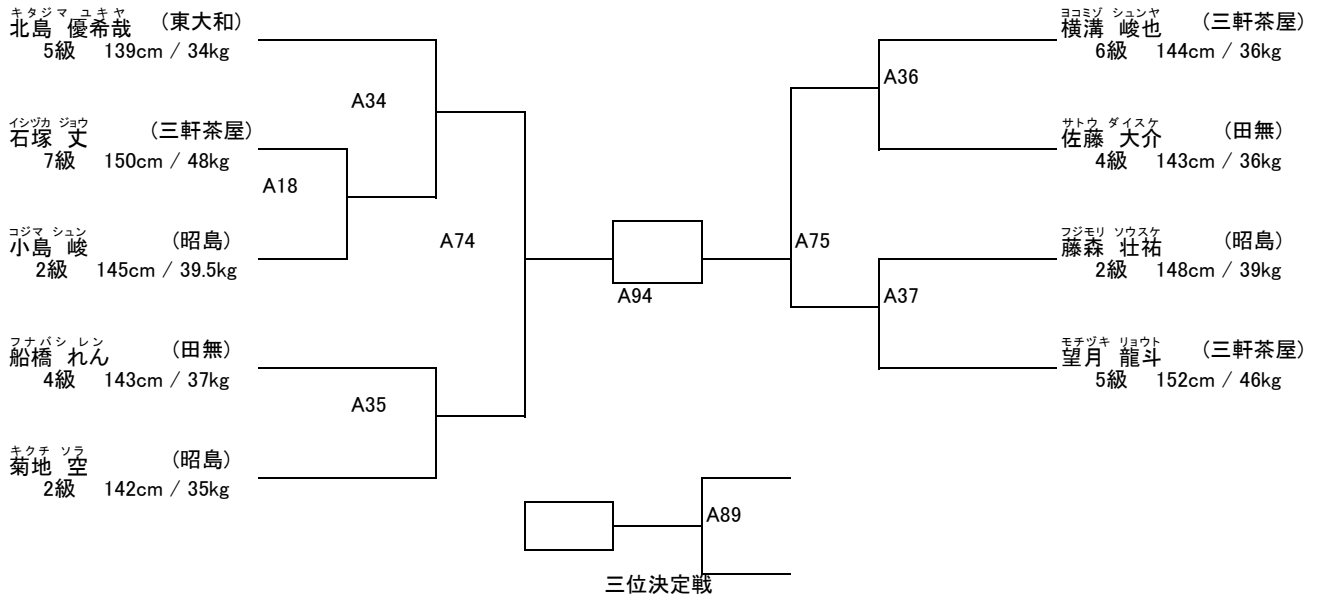 キタジマ ユキヤ
北島 優希哉 (東大和)
5級 139cm / 34kg
A34
イシヅカ ジョウ
石塚 丈 (三軒茶屋)
7級 150cm / 48kg
A18
コジマ シュン
小島 峻 (昭島)
2級 145cm / 39.5kg
A74
フナバシ レン
船橋 れん (田無)
4級 143cm / 37kg
A35
キクチ ソラ
菊地 空 (昭島)
2級 142cm / 35kg
A94
ヨコミゾ シュンヤ
横溝 峻也 (三軒茶屋)
6級 144cm / 36kg
A36
サトウ ダイスケ
佐藤 大介 (田無)
4級 143cm / 36kg
A75
フジモリ ソウスケ
藤森 壮祐 (昭島)
2級 148cm / 39kg
A37
モチヅキ リョウト
望月 龍斗 (三軒茶屋)
5級 152cm / 46kg
A89
三位決定戦